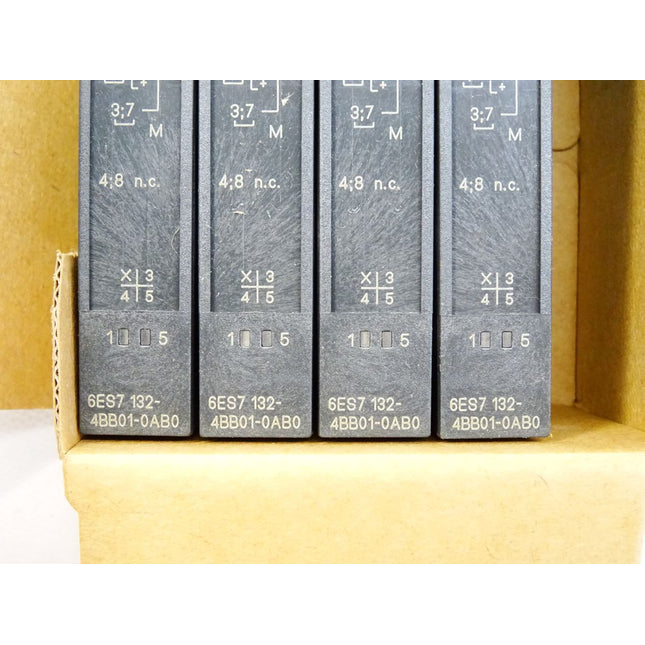 L+ L+ L+ L+
3;7 3;7 3;7 3;7
M M M M
4;8 n.c. 4;8 n.c. 4;8 n.c. 4;8 n.c.
X 3 X 3 X 3 X 3
4 5 4 5 4 5 4 5
1 5 1 5 1 5 1 5
6ES7 132- 6ES7 132- 6ES7 132- 6ES7 132-
4BB01-0AB0 4BB01-0AB0 4BB01-0AB0 4BB01-0AB0